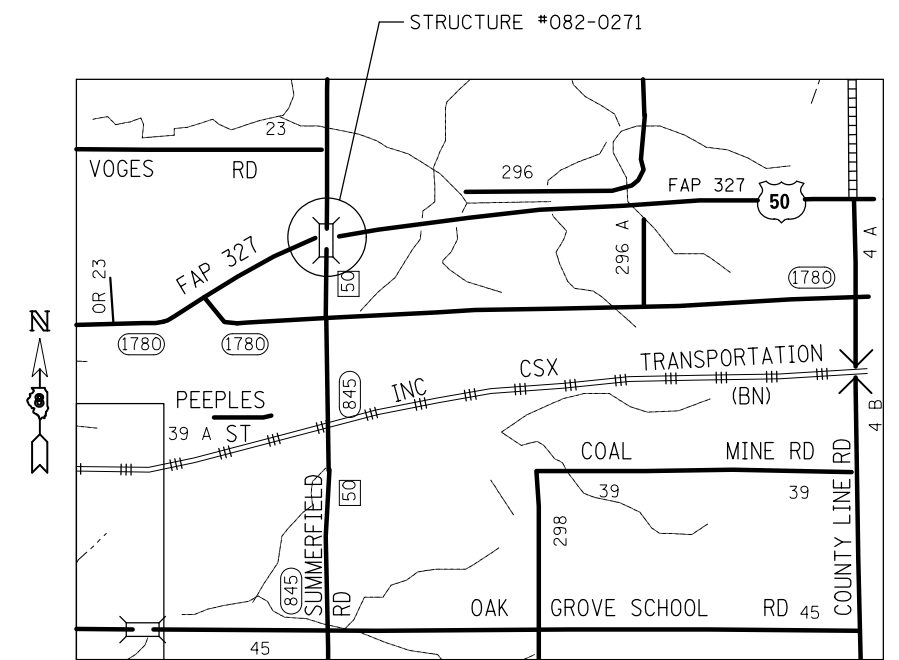 STRUCTURE #082-0271
23
VOGES RD
296
FAP 327
50
FAP 327
296 A
4 A
OR 23
50
1780
N
1780
1780
8
TRANSPORTATION
CSX
INC
(BN)
845
PEEPLES
39 A ST
4 B
COAL MINE RD
50
39
39
SUMMERFIELD
RD
298
COUNTY LINE RD
845
OAK GROVE SCHOOL RD 45
45